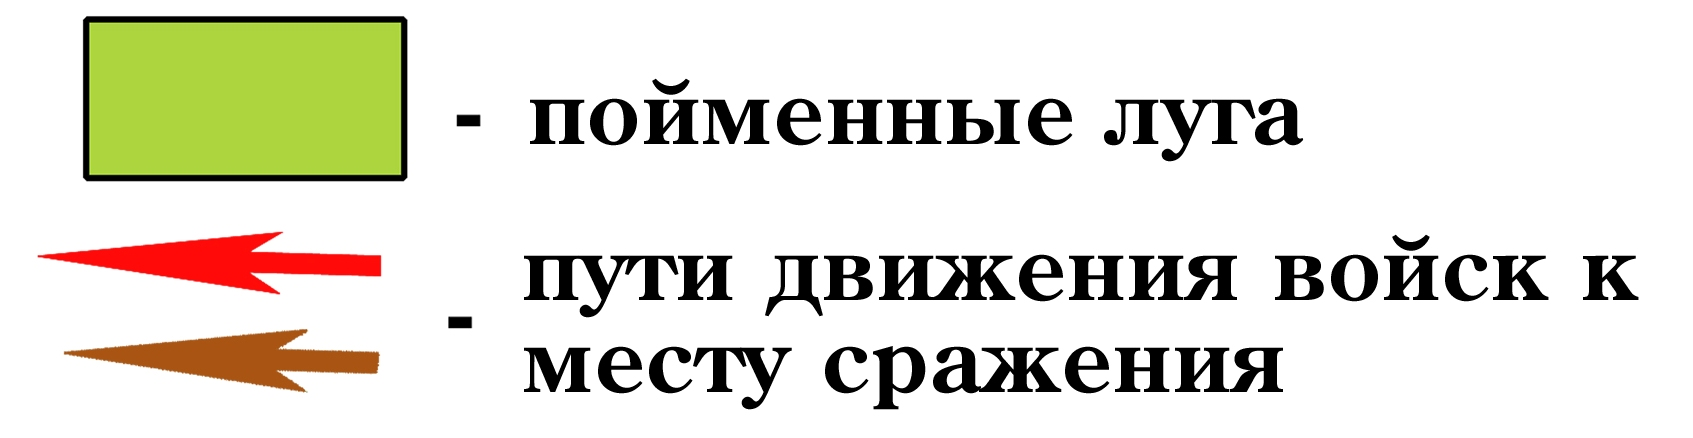 - пойменные луга
- пути движения войск к
месту сражения